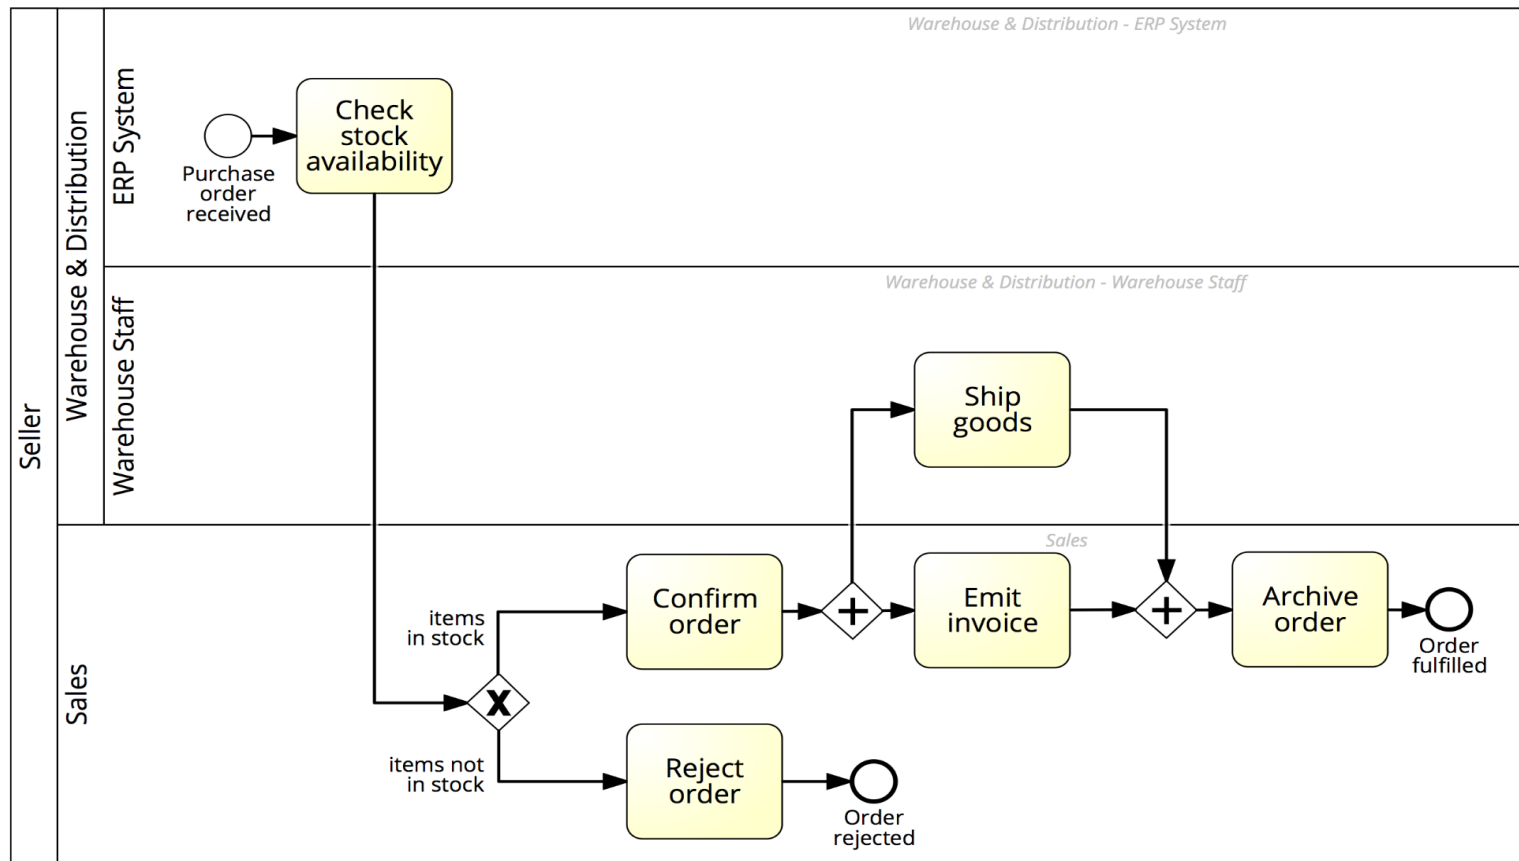 Seller
Warehouse & Distribution
ERP System
Warehouse & Distribution - ERP System
Purchase
order
received
Check
stock
availability
Warehouse Staff
Warehouse & Distribution - Warehouse Staff
Ship
goods
Sales
Sales
items
in stock
items not
in stock
X
Confirm
order
+
Emit
invoice
+
Archive
order
Order
fulfilled
Reject
order
Order
rejected